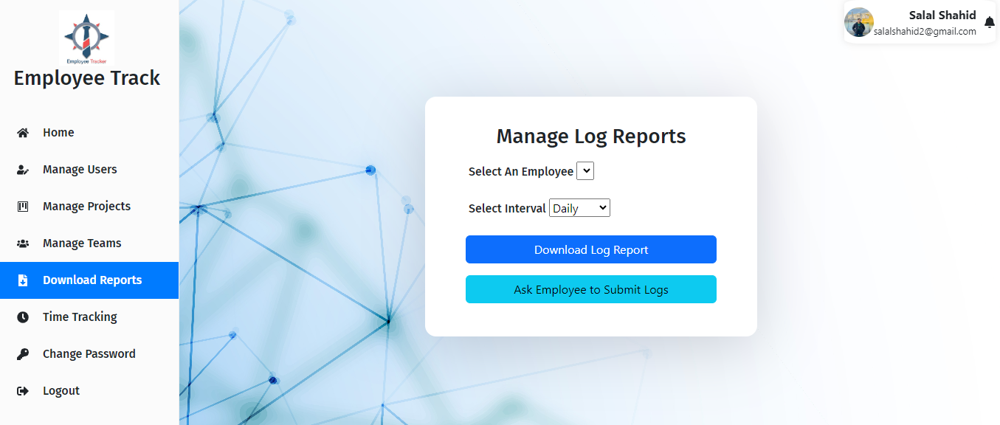 Employee Tracker
Employee Track
Home
Manage Users
Manage Projects
Manage Teams
Download Reports
Time Tracking
Change Password
Logout
Salal Shahid
salalshahid2@gmail.com
Manage Log Reports
Select An Employee
Select Interval Daily
Download Log Report
Ask Employee to Submit Logs